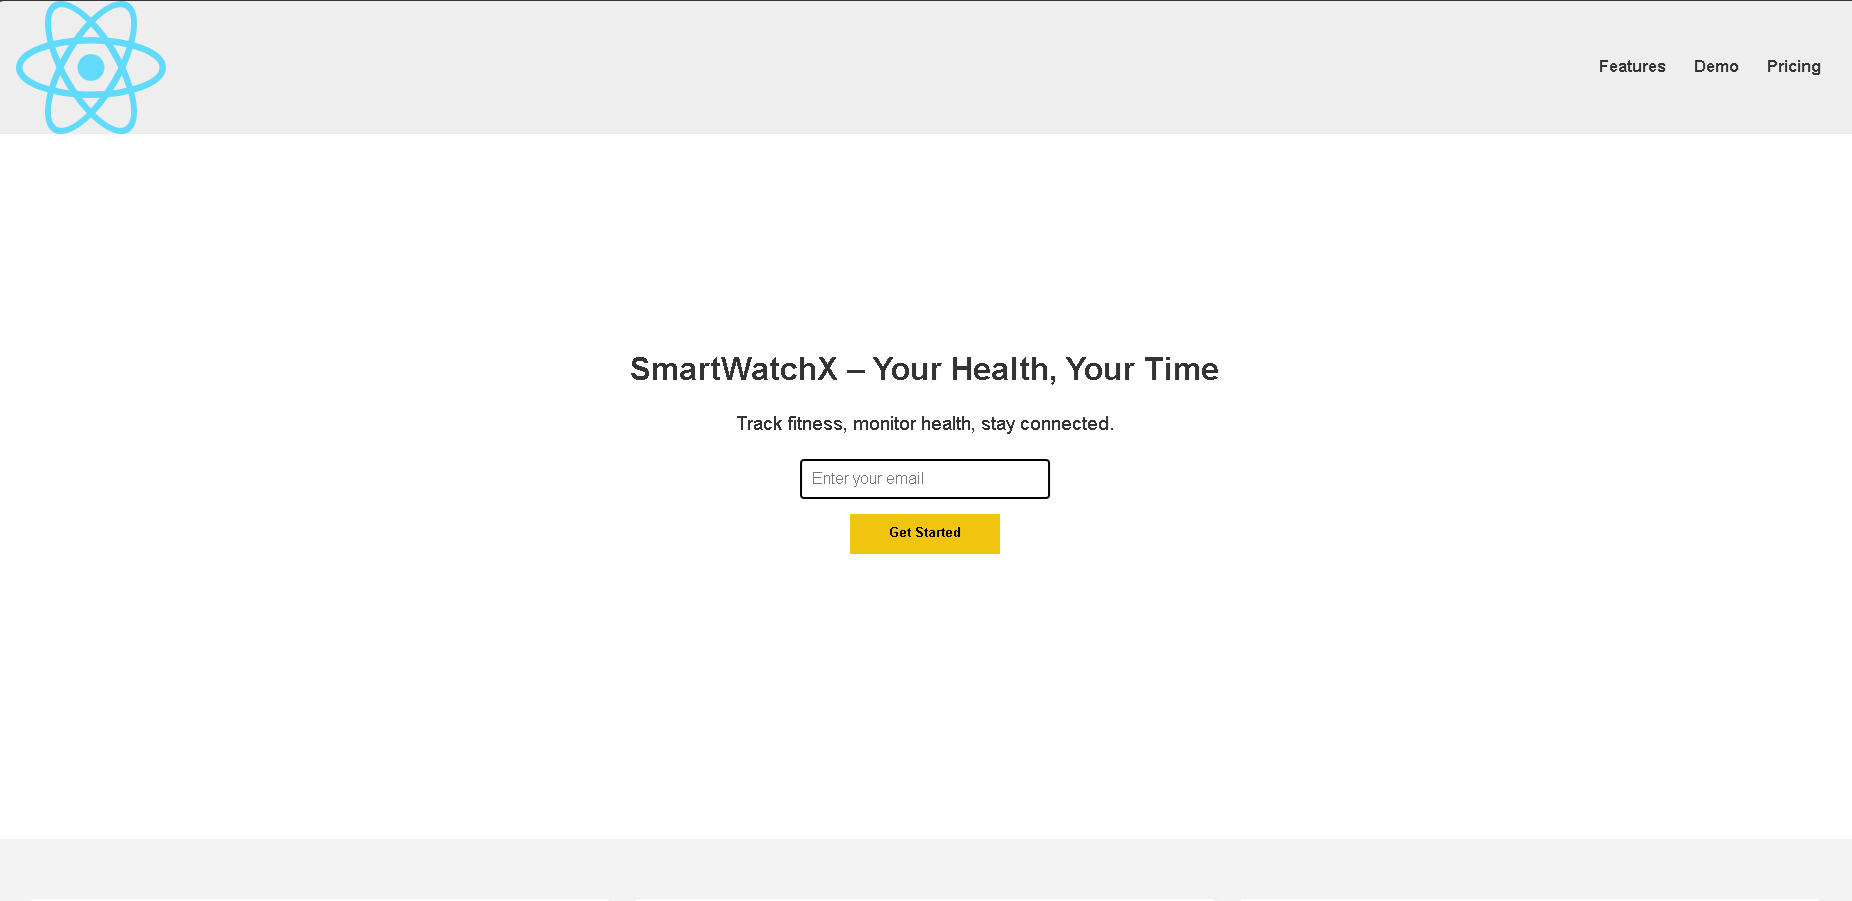 Features Demo Pricing
SmartWatchX – Your Health, Your Time
Track fitness, monitor health, stay connected.
Enter your email
Get Started